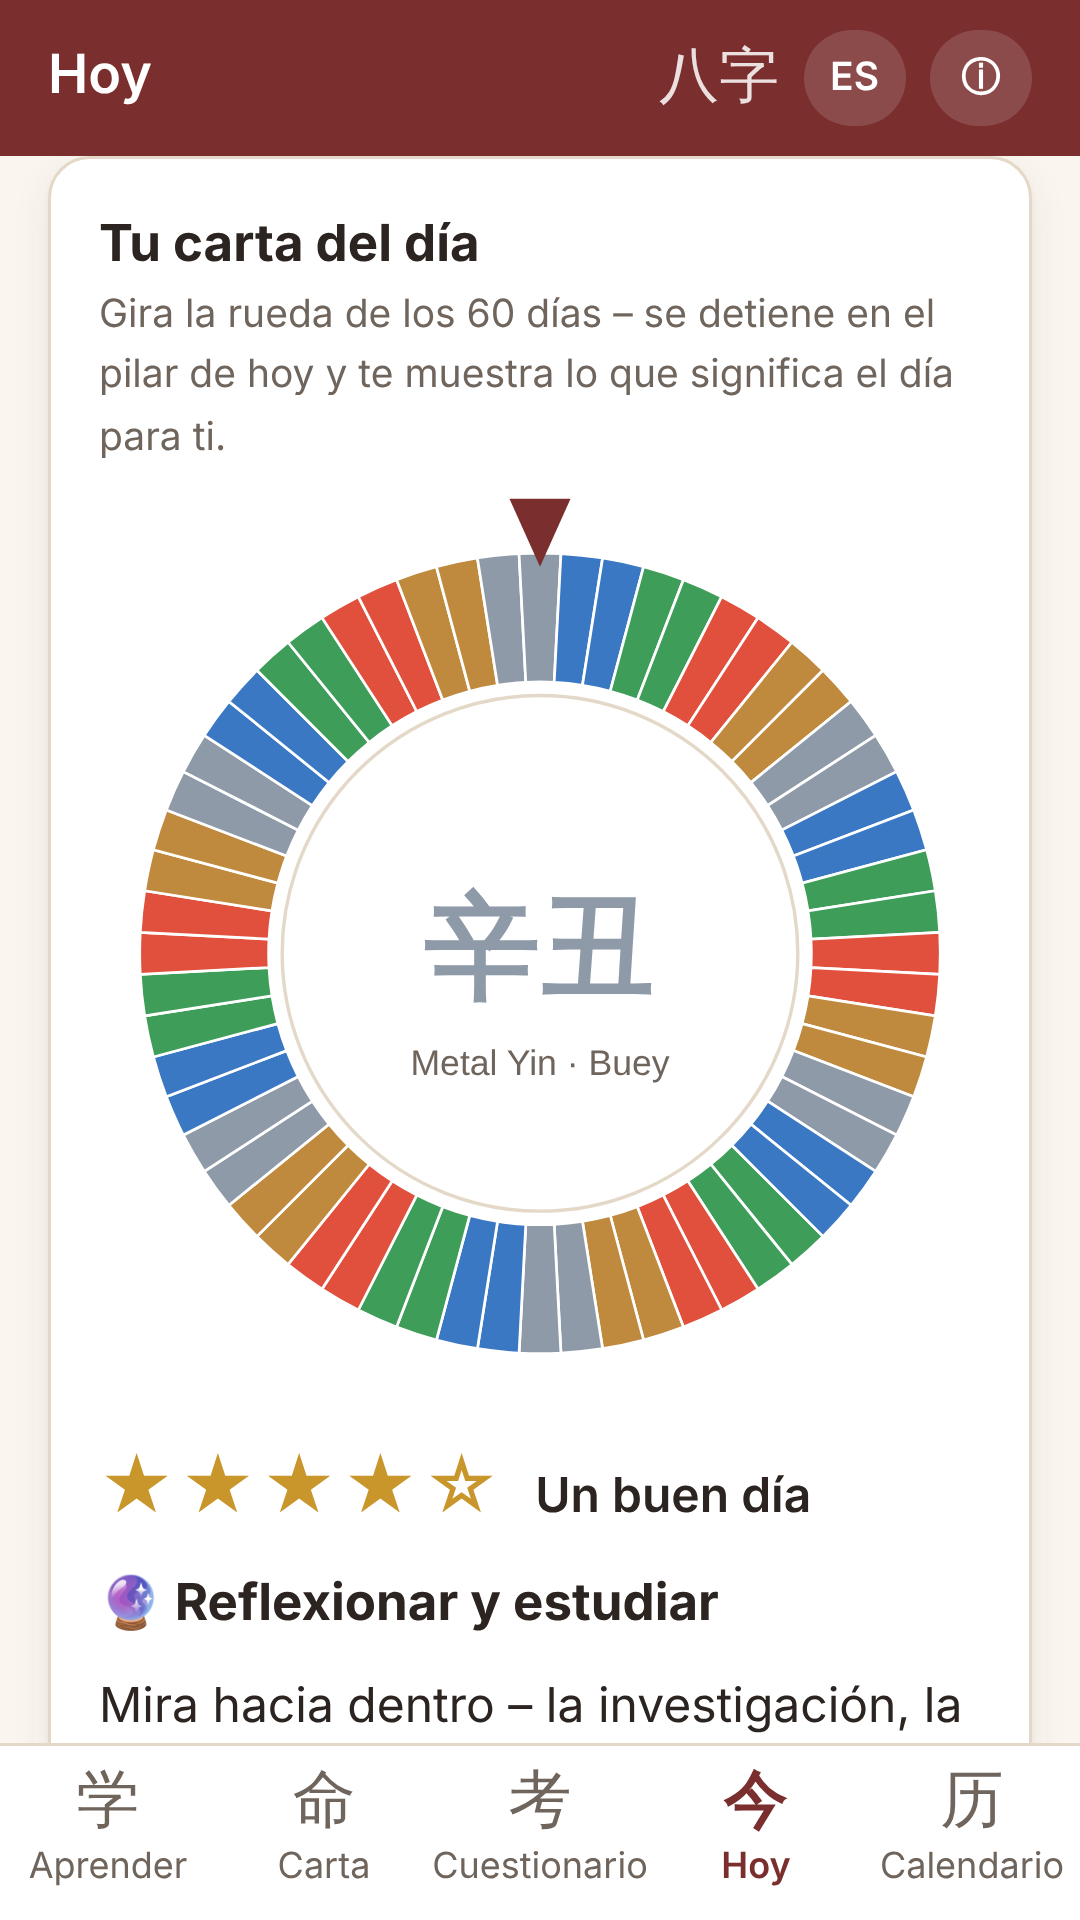 Hoy
八字 ES ⓘ
Tu carta del día
Gira la rueda de los 60 días – se detiene en el
pilar de hoy y te muestra lo que significa el día
para ti.
辛丑
Metal Yin · Buey
★★★★☆ Un buen día
🔮 Reflexionar y estudiar
Mira hacia dentro – la investigación, la
学 命 考 今 历
Aprender Carta Cuestionario Hoy Calendario